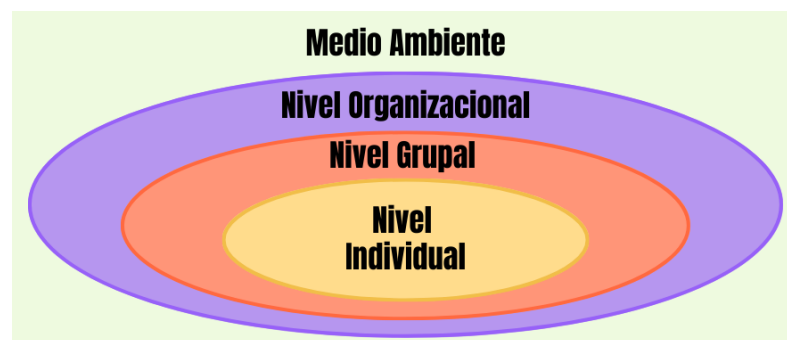 Medio Ambiente
Nivel Organizacional
Nivel Grupal
Nivel
Individual